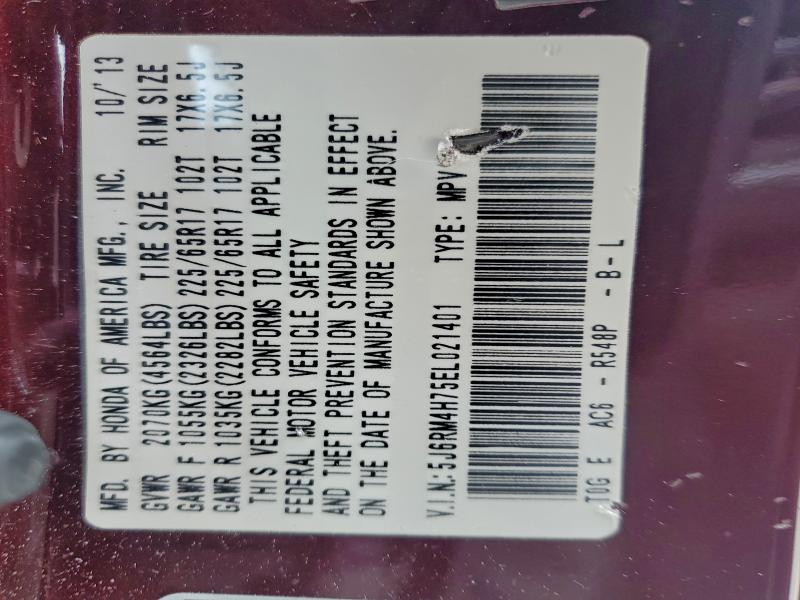 MFD. BY HONDA OF AMERICA MFG., INC. 10/'13
GVWR 2070KG(4564LBS) TIRE SIZE RIM SIZE
GAWR F 1055KG(2326LBS) 225/65R17 102T 17X6.5J
GAWR R 1035KG(2282LBS) 225/65R17 102T 17X6.5J
THIS VEHICLE CONFORMS TO ALL APPLICABLE
FEDERAL MOTOR VEHICLE SAFETY
AND THEFT PREVENTION STANDARDS IN EFFECT
ON THE DATE OF MANUFACTURE SHOWN ABOVE.
V.I.N.: 5J6RM4H75EL021401 TYPE: MPV
T0G E AC6 - R548P - B - L